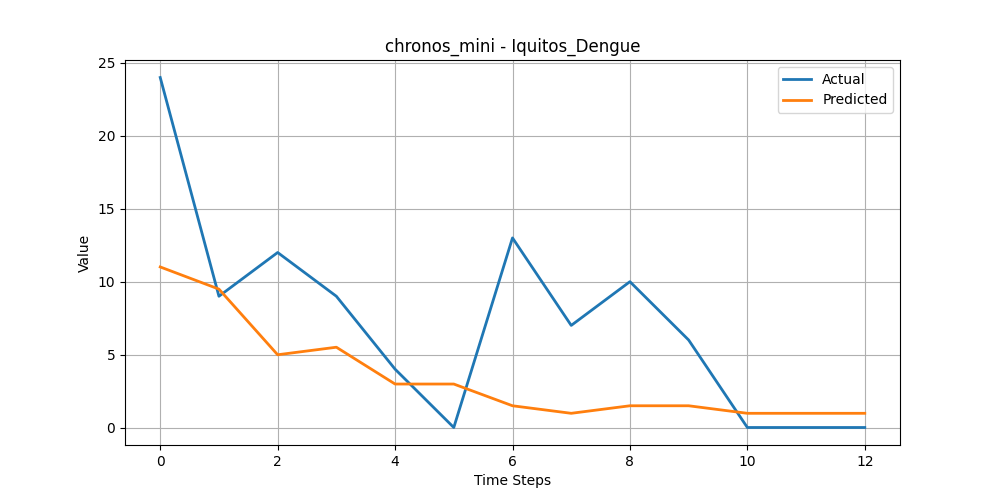 chronos_mini - Iquitos_Dengue
Actual
Predicted
Value
25
20
15
10
5
0
0 2 4 6 8 10 12
Time Steps